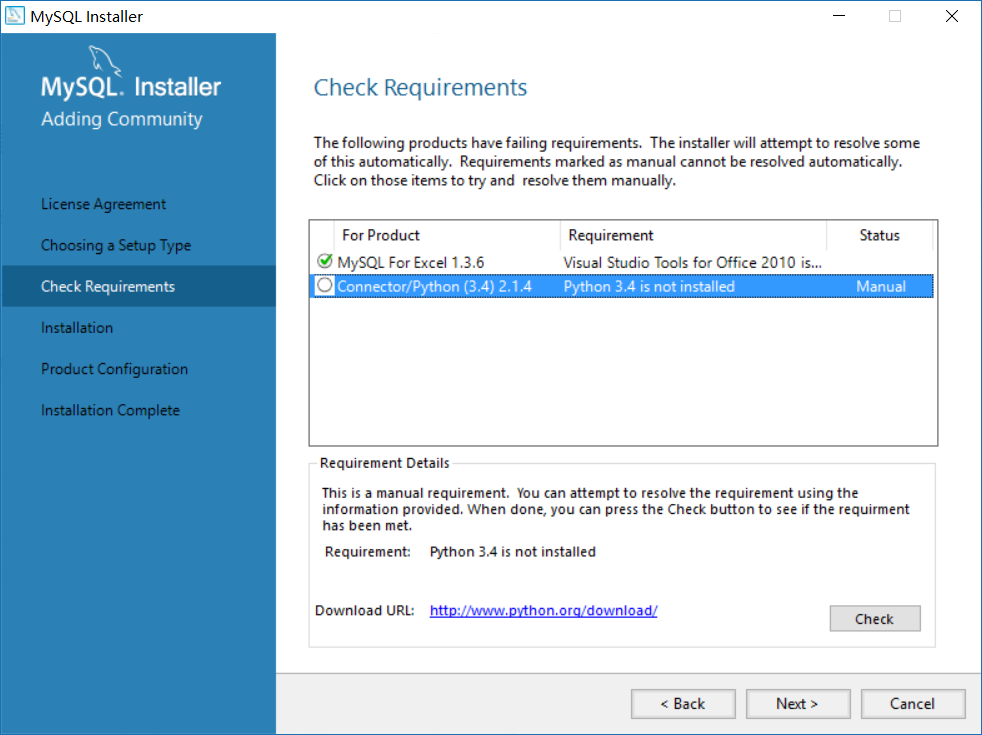 MySQL Installer
MySQL. Installer
Adding Community
License Agreement
Choosing a Setup Type
Check Requirements
Installation
Product Configuration
Installation Complete
Check Requirements
The following products have failing requirements.  The installer will attempt to resolve some
of this automatically.  Requirements marked as manual cannot be resolved automatically.
Click on those items to try and  resolve them manually.
For Product Requirement Status
MySQL For Excel 1.3.6 Visual Studio Tools for Office 2010 is...
Connector/Python (3.4) 2.1.4 Python 3.4 is not installed Manual
Requirement Details
This is a manual requirement.  You can attempt to resolve the requirement using the
information provided. When done, you can press the Check button to see if the requirment
has been met.
Requirement: Python 3.4 is not installed
Download URL: http://www.python.org/download/
Check
< Back Next > Cancel